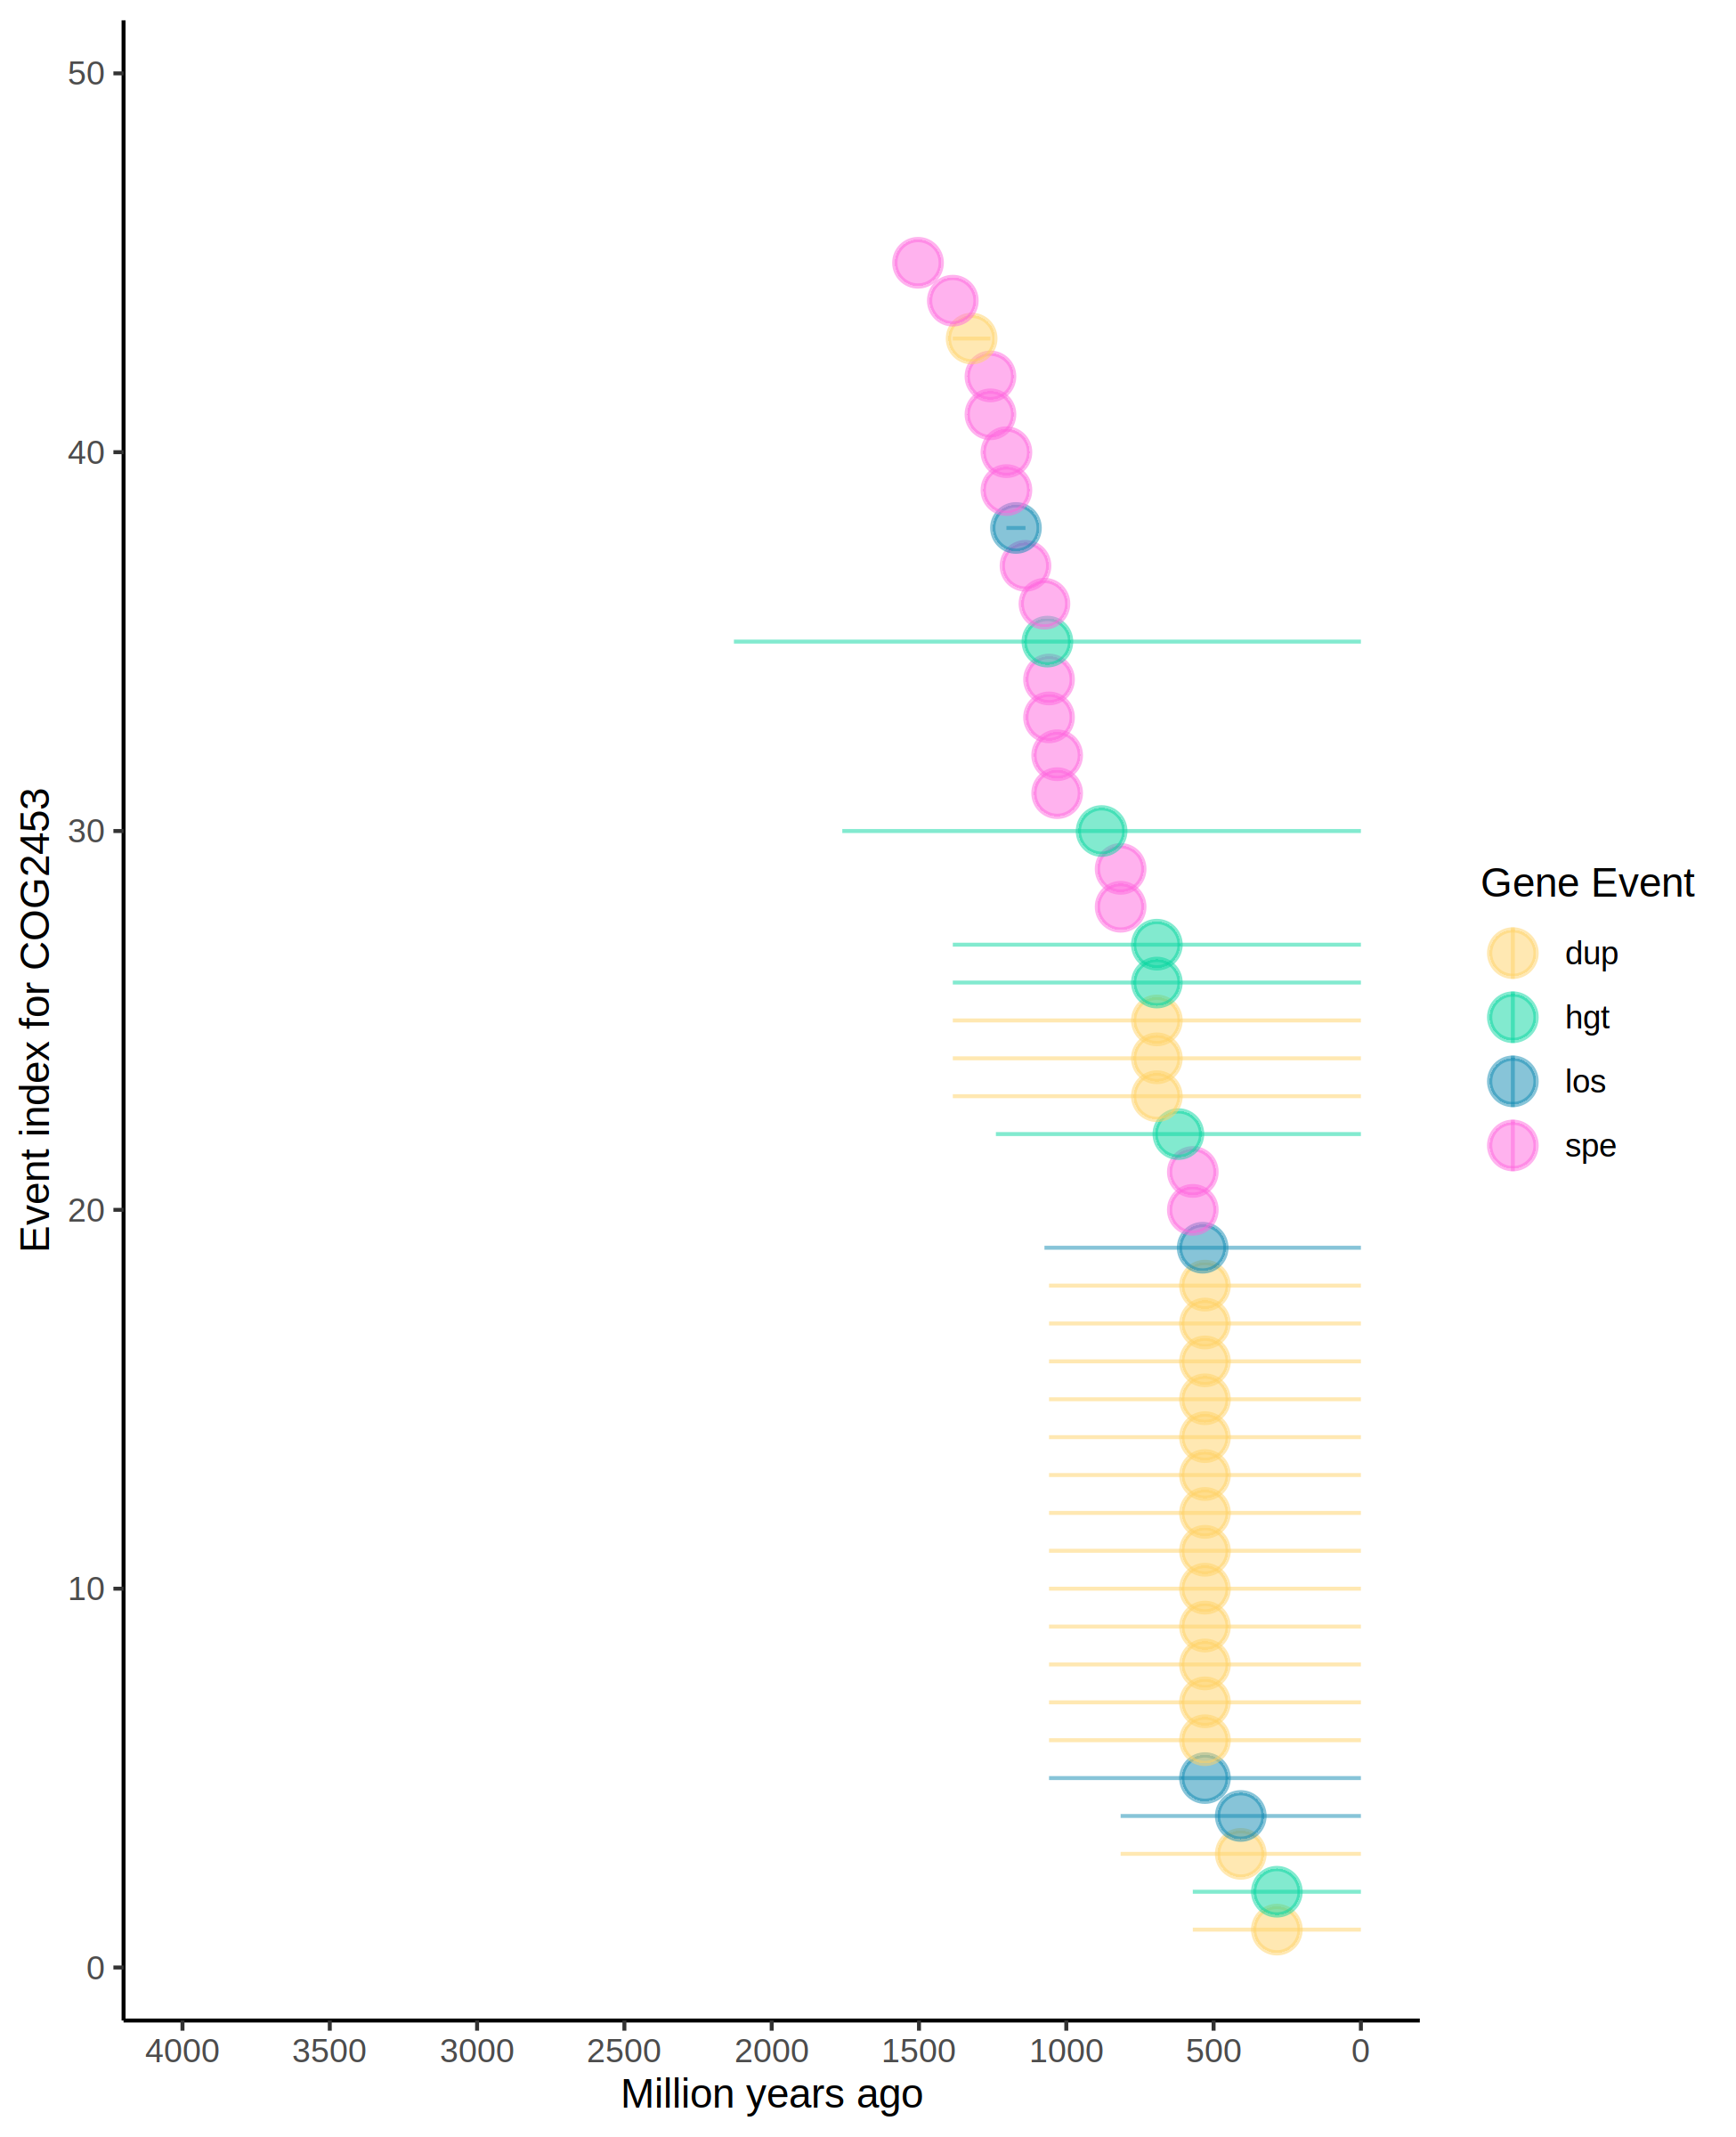 50
40
30
20
10
0
Event index for COG2453
4000 3500 3000 2500 2000 1500 1000 500 0
Million years ago
Gene Event
dup
hgt
los
spe